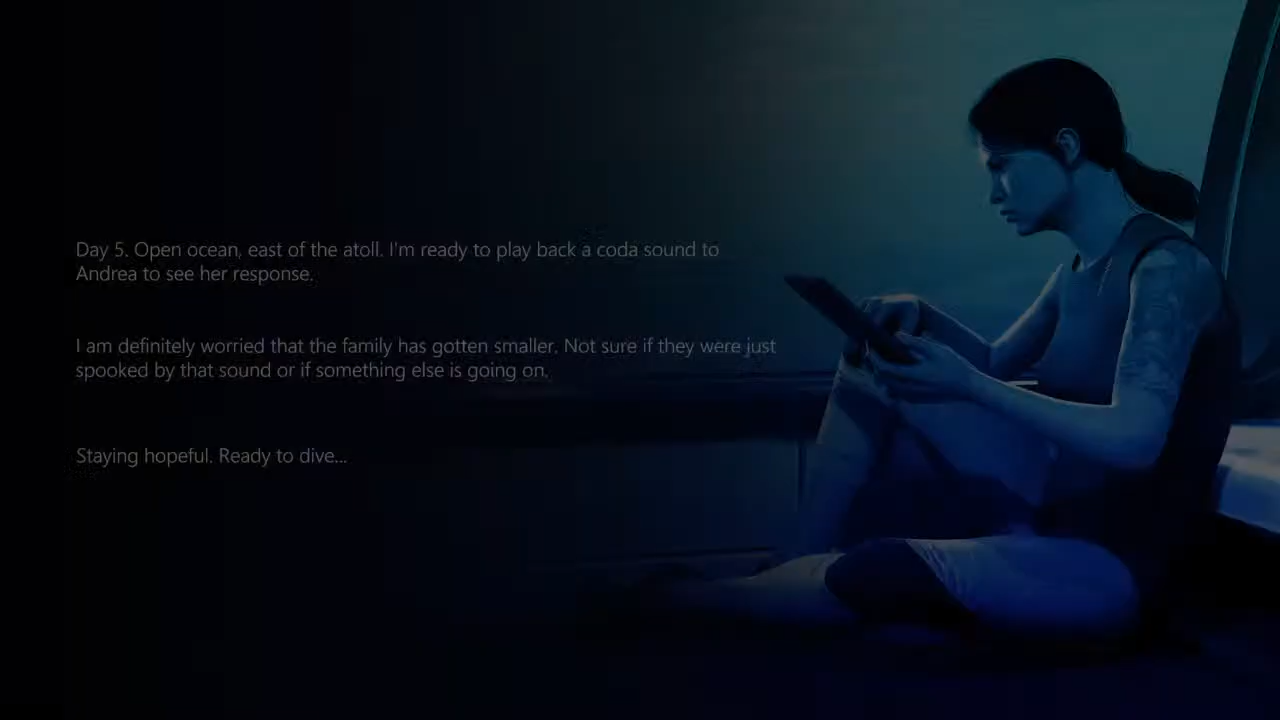 Day 5. Open ocean, east of the atoll. I'm ready to play back a coda sound to
Andrea to see her response.
I am definitely worried that the family has gotten smaller. Not sure if they were just
spooked by that sound or if something else is going on.
Staying hopeful. Ready to dive...